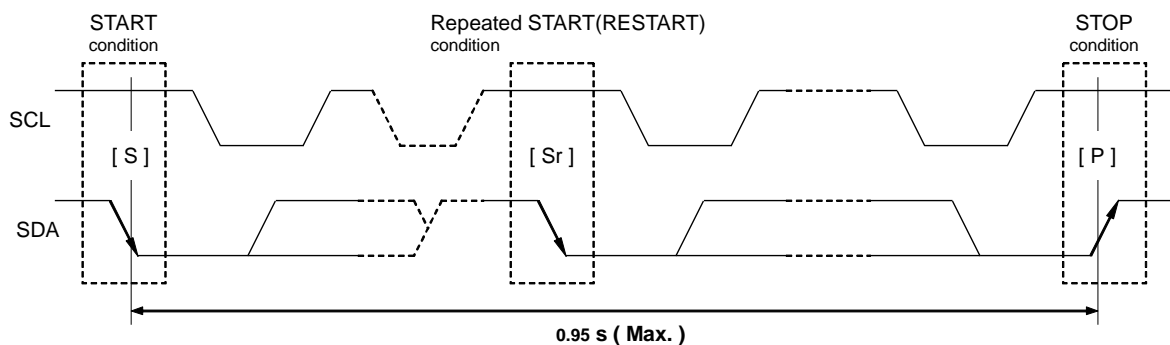 START
condition
Repeated START(RESTART)
condition
STOP
condition
SCL
[ S ]
[ Sr ]
[ P ]
SDA
0.95 s ( Max. )